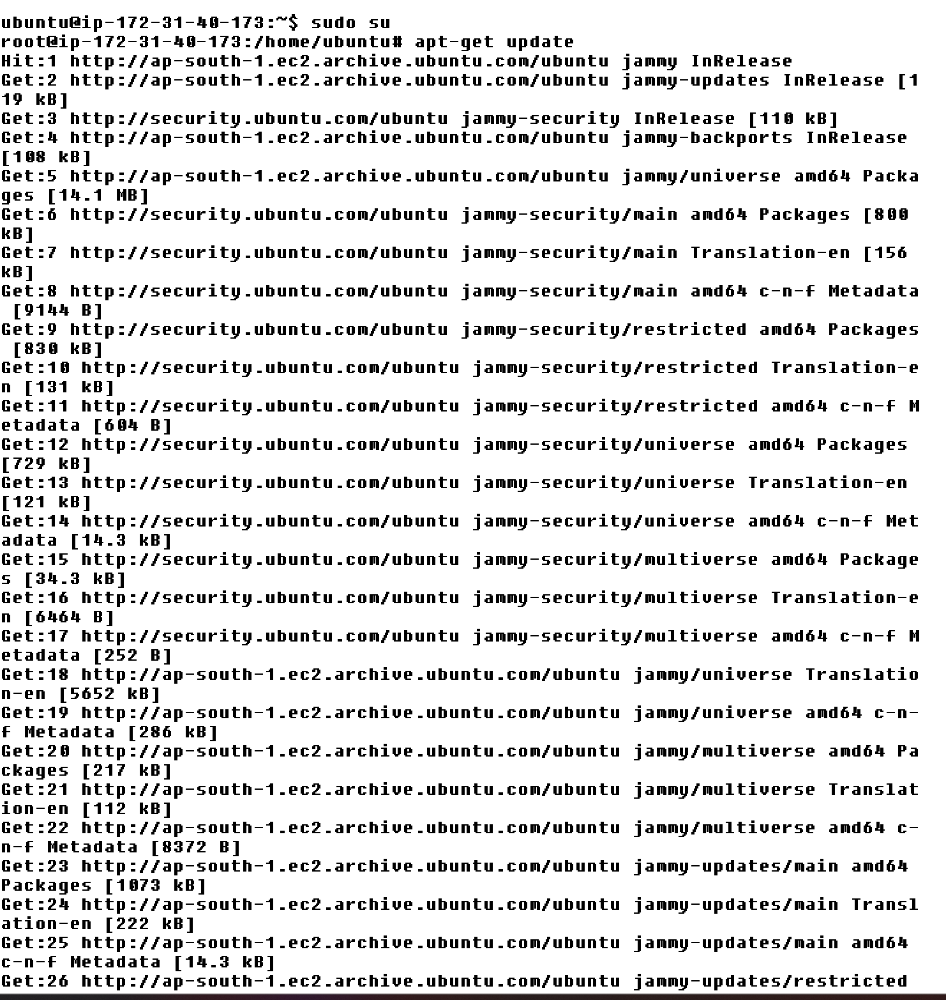 ubuntu@ip-172-31-40-173:~$ sudo su
root@ip-172-31-40-173:/home/ubuntu# apt-get update
Hit:1 http://ap-south-1.ec2.archive.ubuntu.com/ubuntu jammy InRelease
Get:2 http://ap-south-1.ec2.archive.ubuntu.com/ubuntu jammy-updates InRelease [1
19 kB]
Get:3 http://security.ubuntu.com/ubuntu jammy-security InRelease [110 kB]
Get:4 http://ap-south-1.ec2.archive.ubuntu.com/ubuntu jammy-backports InRelease
[108 kB]
Get:5 http://ap-south-1.ec2.archive.ubuntu.com/ubuntu jammy/universe amd64 Packa
ges [14.1 MB]
Get:6 http://security.ubuntu.com/ubuntu jammy-security/main amd64 Packages [800
kB]
Get:7 http://security.ubuntu.com/ubuntu jammy-security/main Translation-en [156
kB]
Get:8 http://security.ubuntu.com/ubuntu jammy-security/main amd64 c-n-f Metadata
 [9144 B]
Get:9 http://security.ubuntu.com/ubuntu jammy-security/restricted amd64 Packages
 [830 kB]
Get:10 http://security.ubuntu.com/ubuntu jammy-security/restricted Translation-e
n [131 kB]
Get:11 http://security.ubuntu.com/ubuntu jammy-security/restricted amd64 c-n-f M
etadata [604 B]
Get:12 http://security.ubuntu.com/ubuntu jammy-security/universe amd64 Packages
[729 kB]
Get:13 http://security.ubuntu.com/ubuntu jammy-security/universe Translation-en
[121 kB]
Get:14 http://security.ubuntu.com/ubuntu jammy-security/universe amd64 c-n-f Met
adata [14.3 kB]
Get:15 http://security.ubuntu.com/ubuntu jammy-security/multiverse amd64 Package
s [34.3 kB]
Get:16 http://security.ubuntu.com/ubuntu jammy-security/multiverse Translation-e
n [6464 B]
Get:17 http://security.ubuntu.com/ubuntu jammy-security/multiverse amd64 c-n-f M
etadata [252 B]
Get:18 http://ap-south-1.ec2.archive.ubuntu.com/ubuntu jammy/universe Translatio
n-en [5652 kB]
Get:19 http://ap-south-1.ec2.archive.ubuntu.com/ubuntu jammy/universe amd64 c-n-
f Metadata [286 kB]
Get:20 http://ap-south-1.ec2.archive.ubuntu.com/ubuntu jammy/multiverse amd64 Pa
ckages [217 kB]
Get:21 http://ap-south-1.ec2.archive.ubuntu.com/ubuntu jammy/multiverse Translat
ion-en [112 kB]
Get:22 http://ap-south-1.ec2.archive.ubuntu.com/ubuntu jammy/multiverse amd64 c-
n-f Metadata [8372 B]
Get:23 http://ap-south-1.ec2.archive.ubuntu.com/ubuntu jammy-updates/main amd64
Packages [1073 kB]
Get:24 http://ap-south-1.ec2.archive.ubuntu.com/ubuntu jammy-updates/main Transl
ation-en [222 kB]
Get:25 http://ap-south-1.ec2.archive.ubuntu.com/ubuntu jammy-updates/main amd64
c-n-f Metadata [14.3 kB]
Get:26 http://ap-south-1.ec2.archive.ubuntu.com/ubuntu jammy-updates/restricted